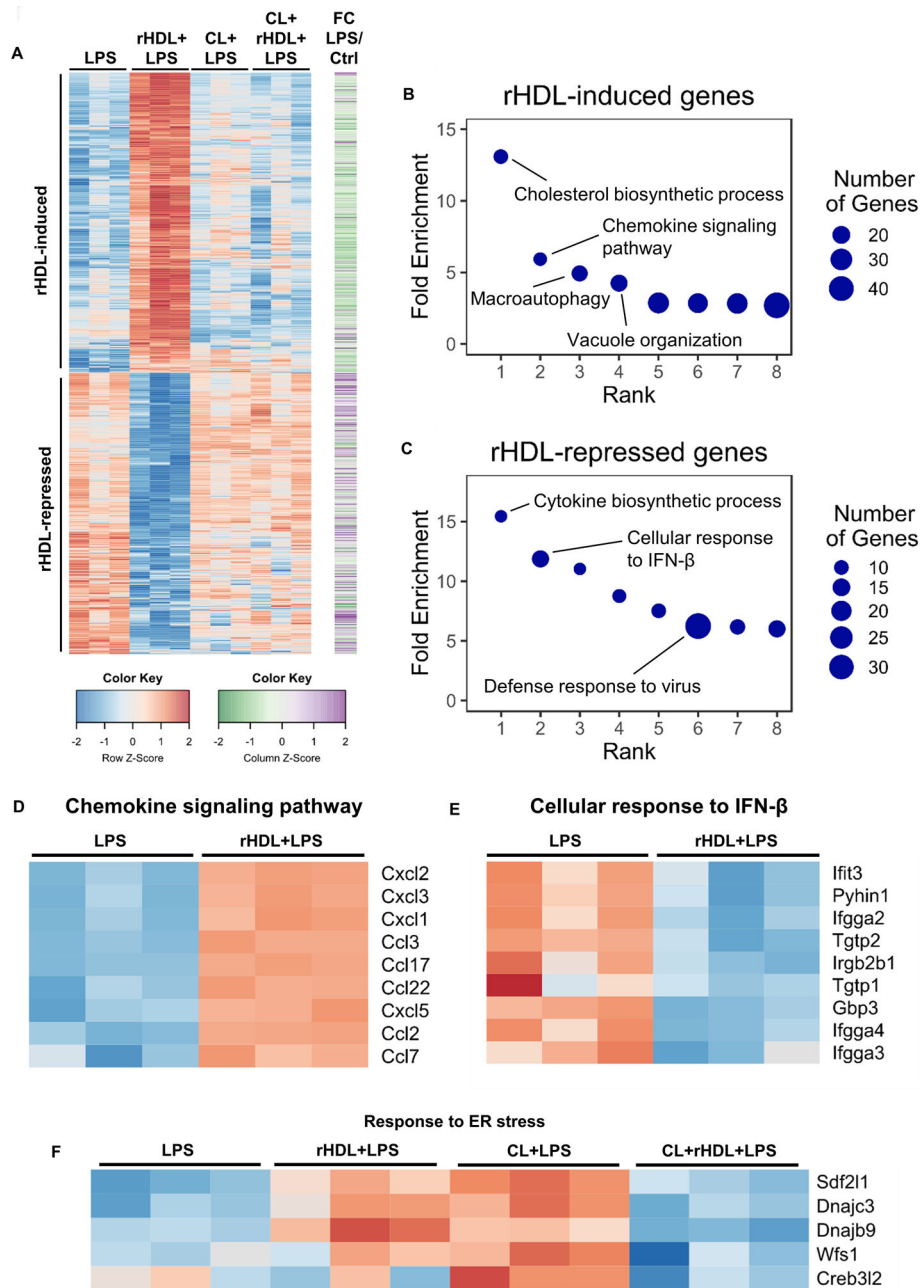 A
LPS
rHDL+
LPS
CL+
LPS
CL+
rHDL+
LPS
FC
LPS/
Ctrl
rHDL-induced
rHDL-repressed
Color Key
-2 -1 0 1 2
Row Z-Score
Color Key
-2 -1 0 1 2
Column Z-Score
B
rHDL-induced genes
Fold Enrichment
15
10
5
0
Cholesterol biosynthetic process
Chemokine signaling
pathway
Macroautophagy
Vacuole organization
1 2 3 4 5 6 7 8
Rank
Number
of Genes
20
30
40
C
rHDL-repressed genes
Fold Enrichment
15
10
5
0
Cytokine biosynthetic process
Cellular response
to IFN-β
Defense response to virus
1 2 3 4 5 6 7 8
Rank
Number
of Genes
10
15
20
25
30
D
Chemokine signaling pathway
LPS rHDL+LPS
Cxcl2
Cxcl3
Cxcl1
Ccl3
Ccl17
Ccl22
Cxcl5
Ccl2
Ccl7
E
Cellular response to IFN-β
LPS rHDL+LPS
Ifit3
Pyhin1
Ifgga2
Tgtp2
Irgb2b1
Tgtp1
Gbp3
Ifgga4
Ifgga3
Response to ER stress
F
LPS rHDL+LPS CL+LPS CL+rHDL+LPS
Sdf2l1
Dnajc3
Dnajb9
Wfs1
Creb3l2